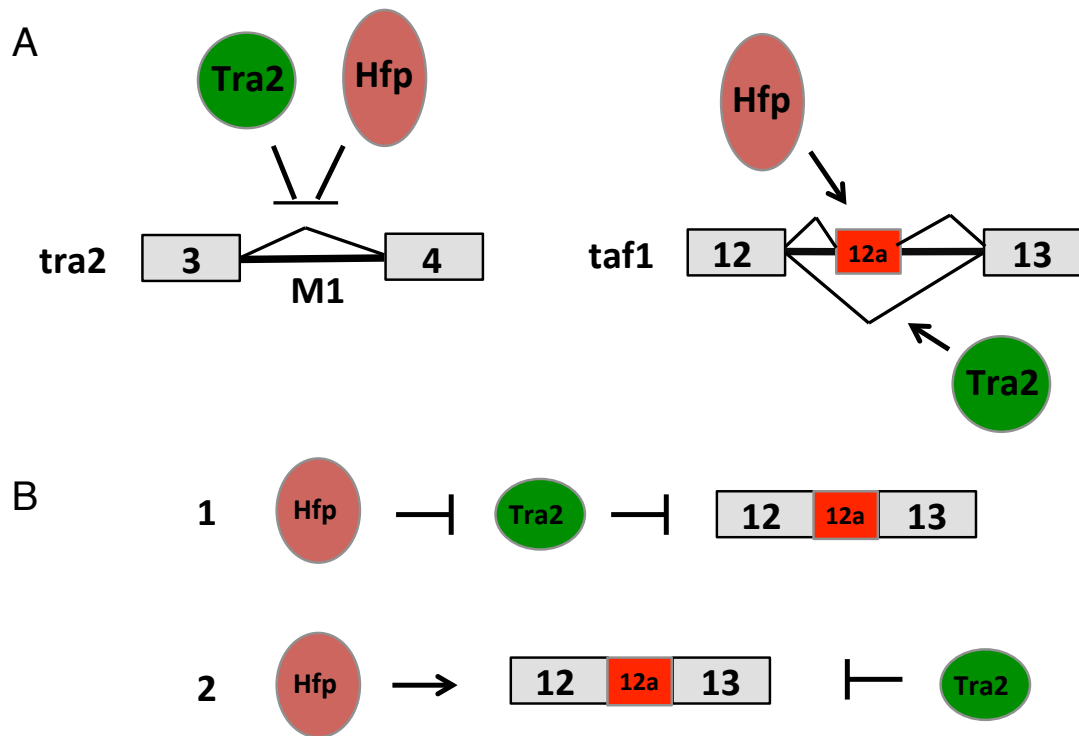 A
Tra2 Hfp
tra2 3 4
M1
Hfp
taf1 12 12a 13
Tra2
B
1 Hfp Tra2 12 12a 13
2 Hfp 12 12a 13 Tra2